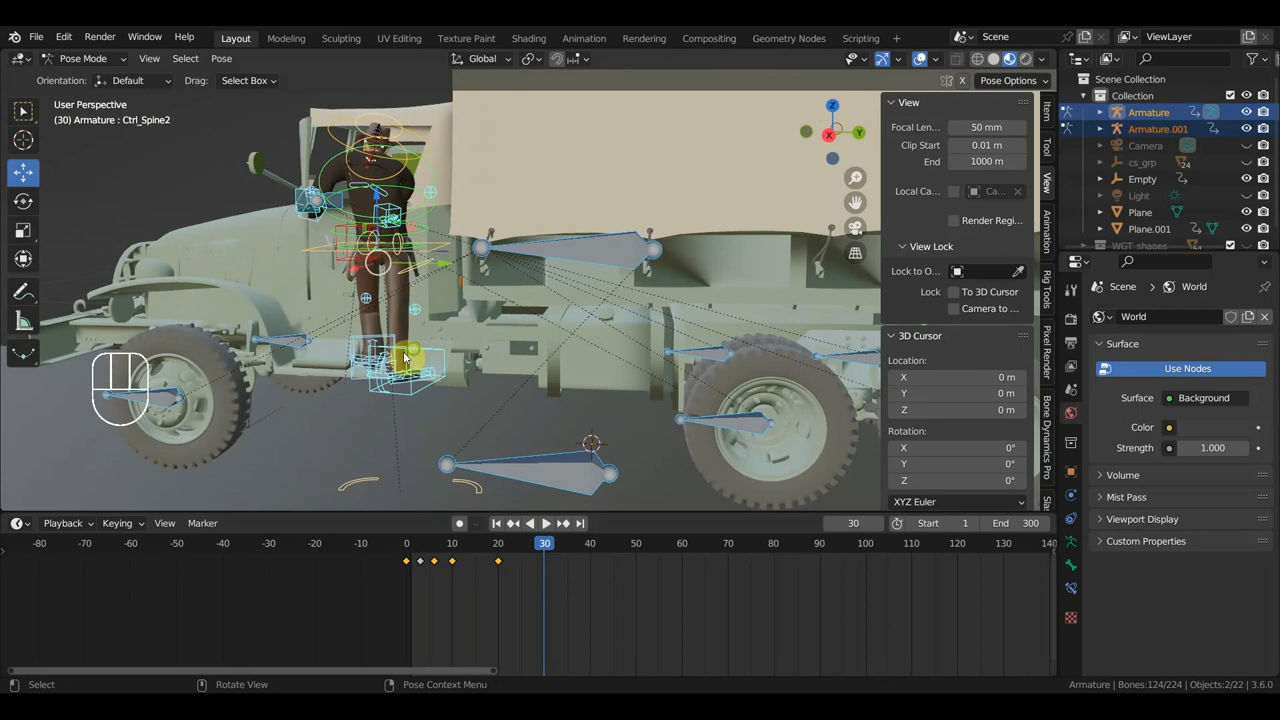 File Edit Render Window Help Layout Modeling Sculpting UV Editing Texture Paint Shading Animation Rendering Compositing Geometry Nodes Scripting + Scene ViewLayer
Pose Mode View Select Pose Global
Orientation: Default Drag: Select Box X Pose Options
Scene Collection
Collection
Armature
Armature.001
Camera
cs_grp 24
Empty
Light
Plane
Plane.001
WGT_shapes
User Perspective
(30) Armature : Ctrl_Spine2
Z
Y
X
View
Focal Len... 50 mm
Clip Start 0.01 m
End 1000 m
Local Ca... Ca...
Render Regi...
View Lock
Lock to O...
Lock To 3D Cursor
Camera to ...
3D Cursor
Location:
X 0 m
Y 0 m
Z 0 m
Rotation:
X 0°
Y 0°
Z 0°
XYZ Euler
Item
Tool
View
Animation
Rig Tools
Pixel Render
Bone Dynamics Pro
Scene World
World
Surface
Use Nodes
Surface Background
Color
Strength 1.000
Volume
Mist Pass
Viewport Display
Custom Properties
Playback Keying View Marker 30 Start 1 End 300
-80 -70 -60 -50 -40 -30 -20 -10 0 10 20 30 40 50 60 70 80 90 100 110 120 130 140
Select Rotate View Pose Context Menu Armature | Bones:124/224 | Objects:2/22 | 3.6.0